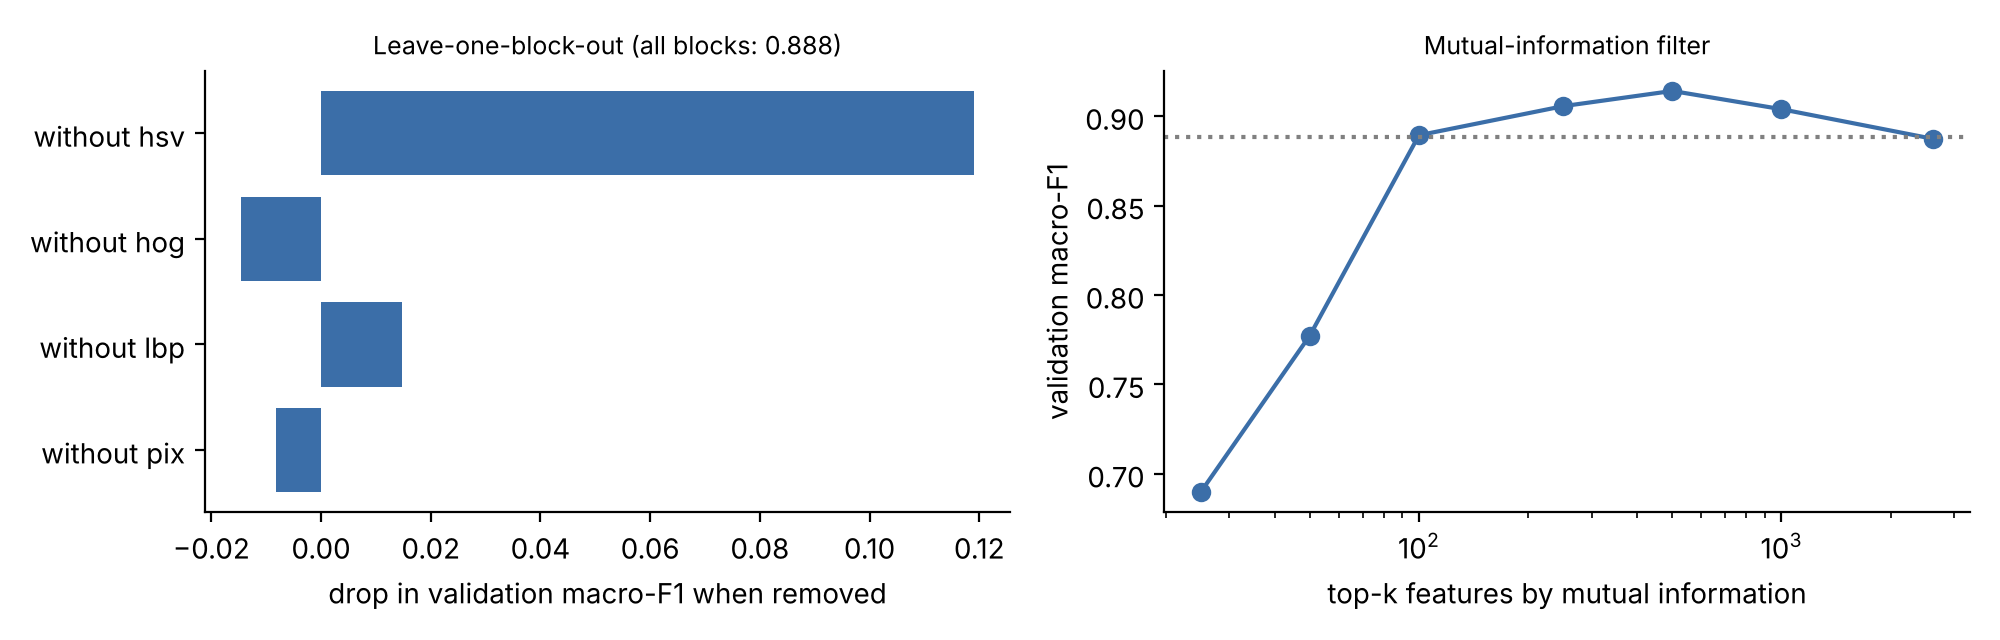 Leave-one-block-out (all blocks: 0.888)
without hsv
without hog
without lbp
without pix
−0.02 0.00 0.02 0.04 0.06 0.08 0.10 0.12
drop in validation macro-F1 when removed
Mutual-information filter
validation macro-F1
0.90
0.85
0.80
0.75
0.70
10² 10³
top-k features by mutual information